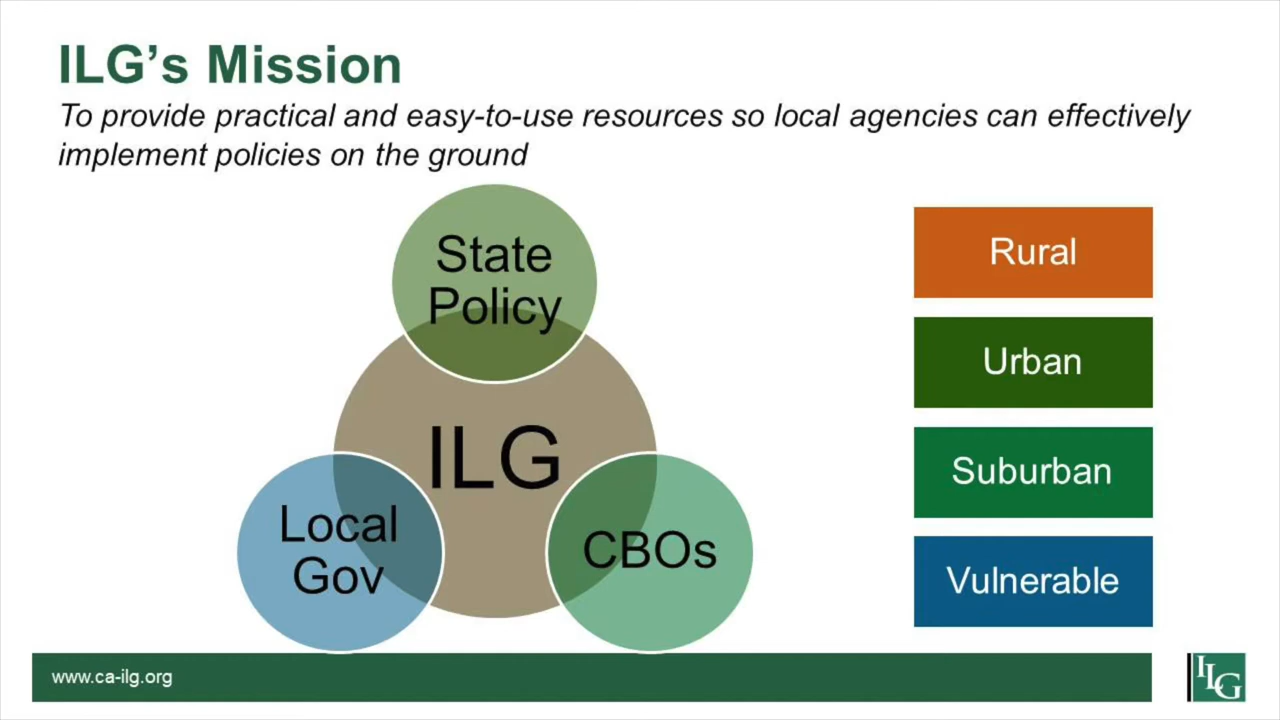 ILG’s Mission
To provide practical and easy-to-use resources so local agencies can effectively
implement policies on the ground
State
Policy
ILG
Local
Gov
CBOs
Rural
Urban
Suburban
Vulnerable
www.ca-ilg.org
ILG